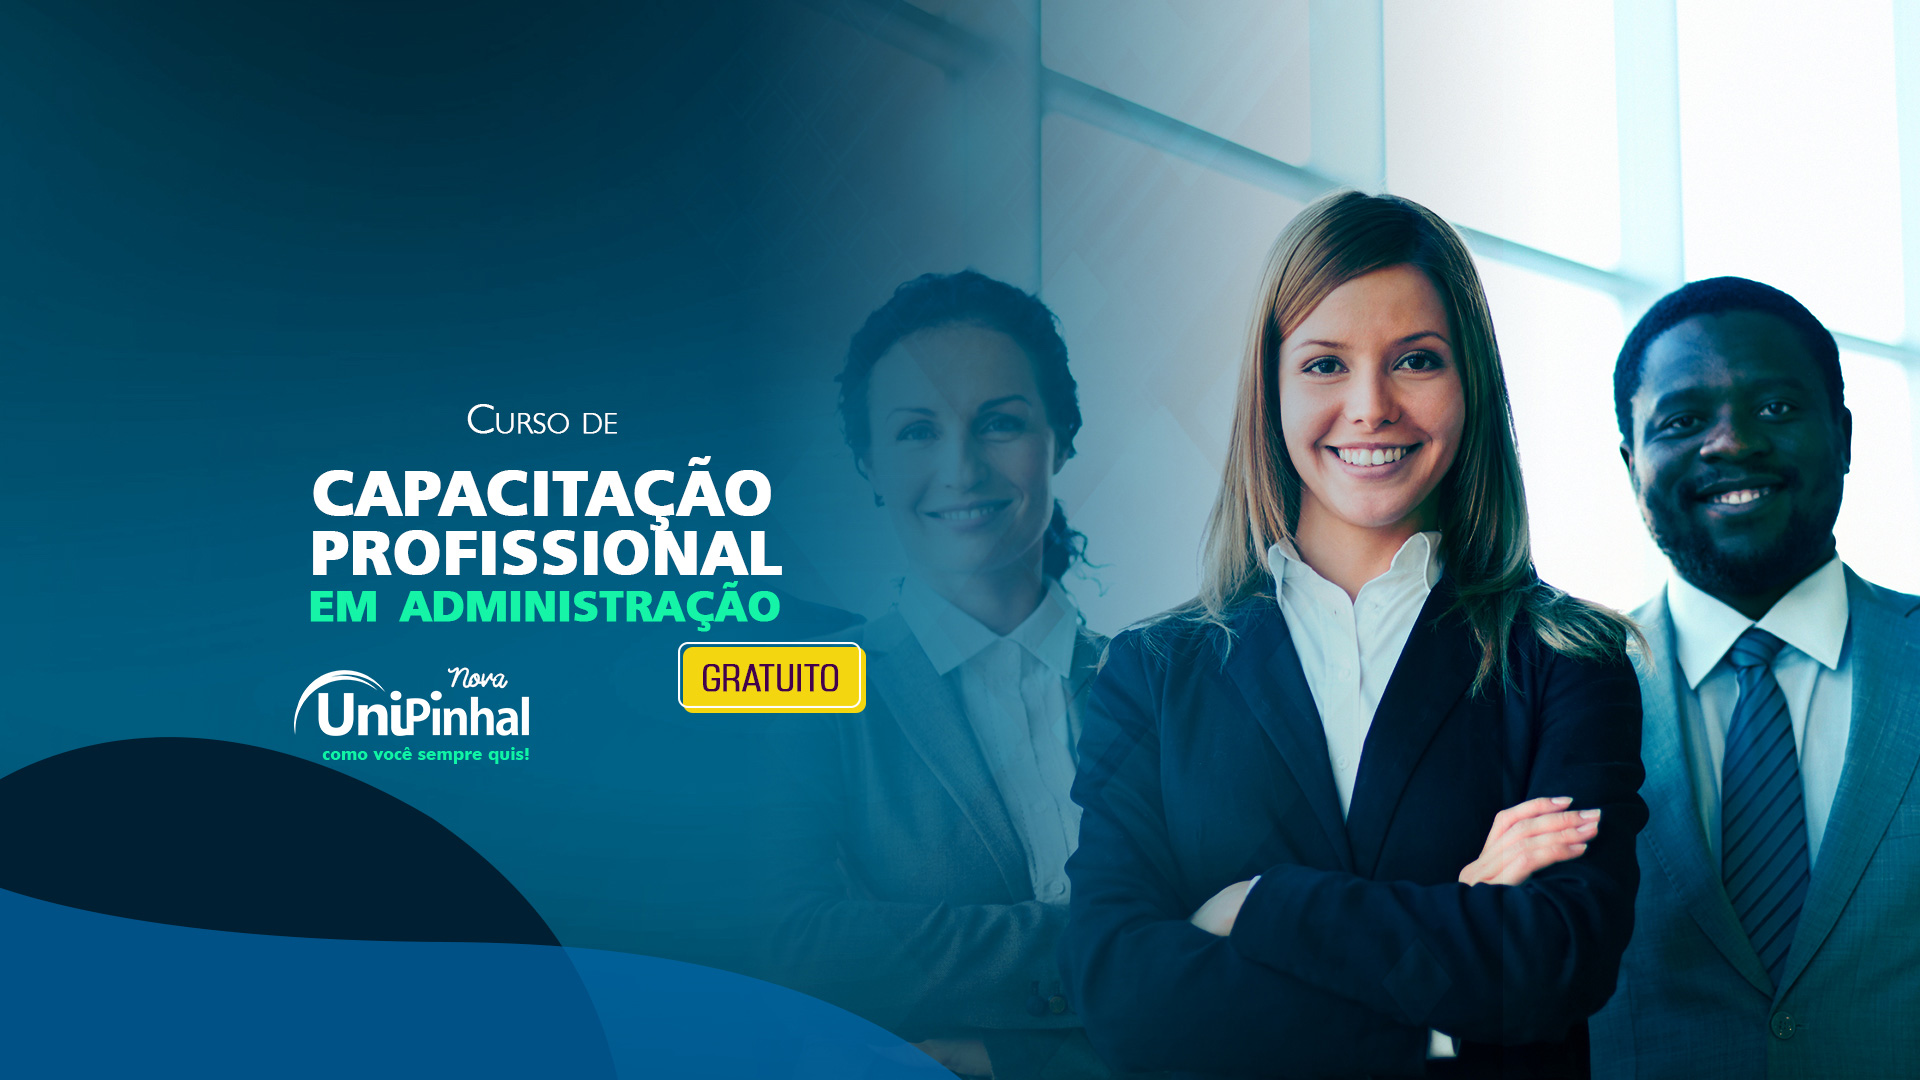 CURSO DE
CAPACITAÇÃO
PROFISSIONAL
EM ADMINISTRAÇÃO
GRATUITO
Nova
UniPinhal
como você sempre quis!